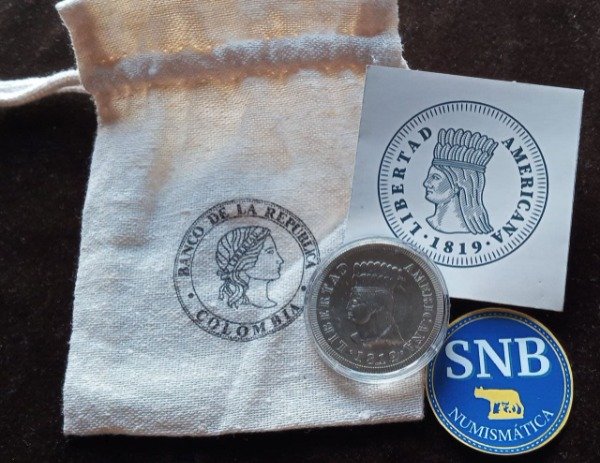 BANCO DE LA REPÚBLICA
· COLOMBIA ·
LIBERTAD AMERICANA
· 1819 ·
LIBERTAD AMERICANA
· 1819 ·
SNB
NUMISMÁTICA